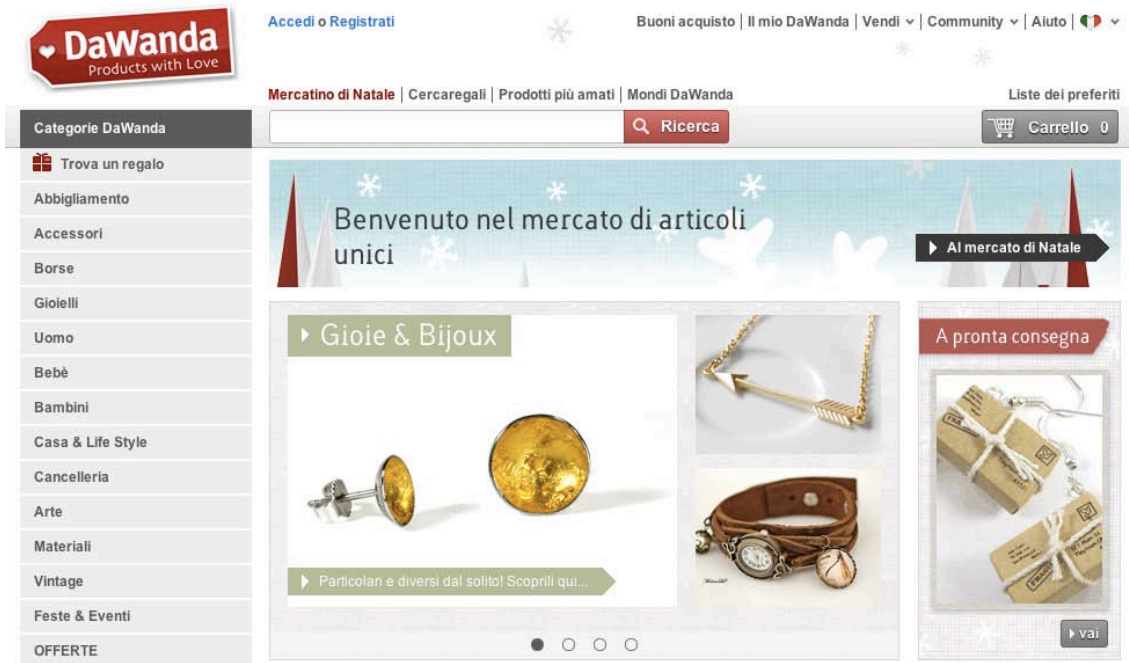 DaWanda
Products with Love
Accedi o Registrati
Buoni acquisto | Il mio DaWanda | Vendi | Community | Aiuto |
Mercatino di Natale | Cercaregali | Prodotti più amati | Mondi DaWanda
Liste dei preferiti
Categorie DaWanda
Ricerca
Carrello 0
Trova un regalo
Abbigliamento
Accessori
Borse
Gioielli
Uomo
Bebè
Bambini
Casa & Life Style
Cancelleria
Arte
Materiali
Vintage
Feste & Eventi
OFFERTE
Benvenuto nel mercato di articoli
unici
Al mercato di Natale
Gioie & Bijoux
Particolari e diversi dal solito! Scoprili qui...
A pronta consegna
vai